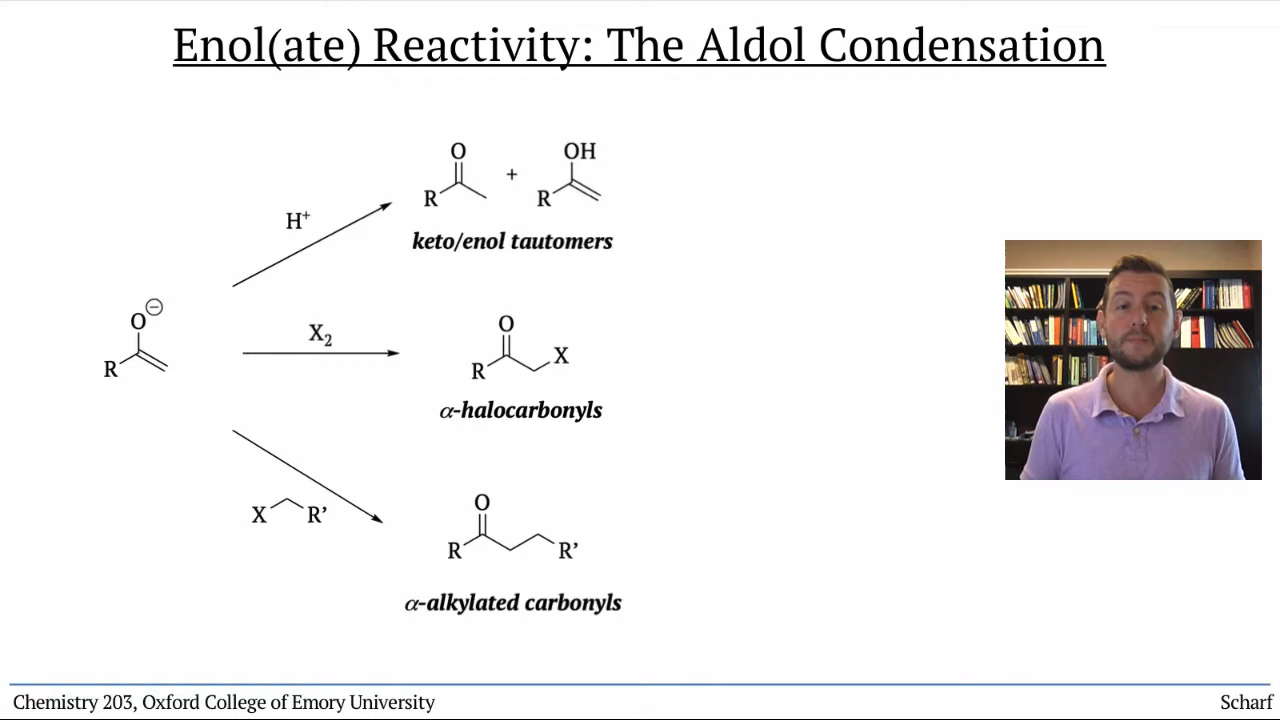 Enol(ate) Reactivity: The Aldol Condensation
O
R
+
OH
R
keto/enol tautomers
H⁺
O⊖
R
X₂
O
R
X
α-halocarbonyls
X
R’
O
R
R’
α-alkylated carbonyls
Chemistry 203, Oxford College of Emory University
Scharf